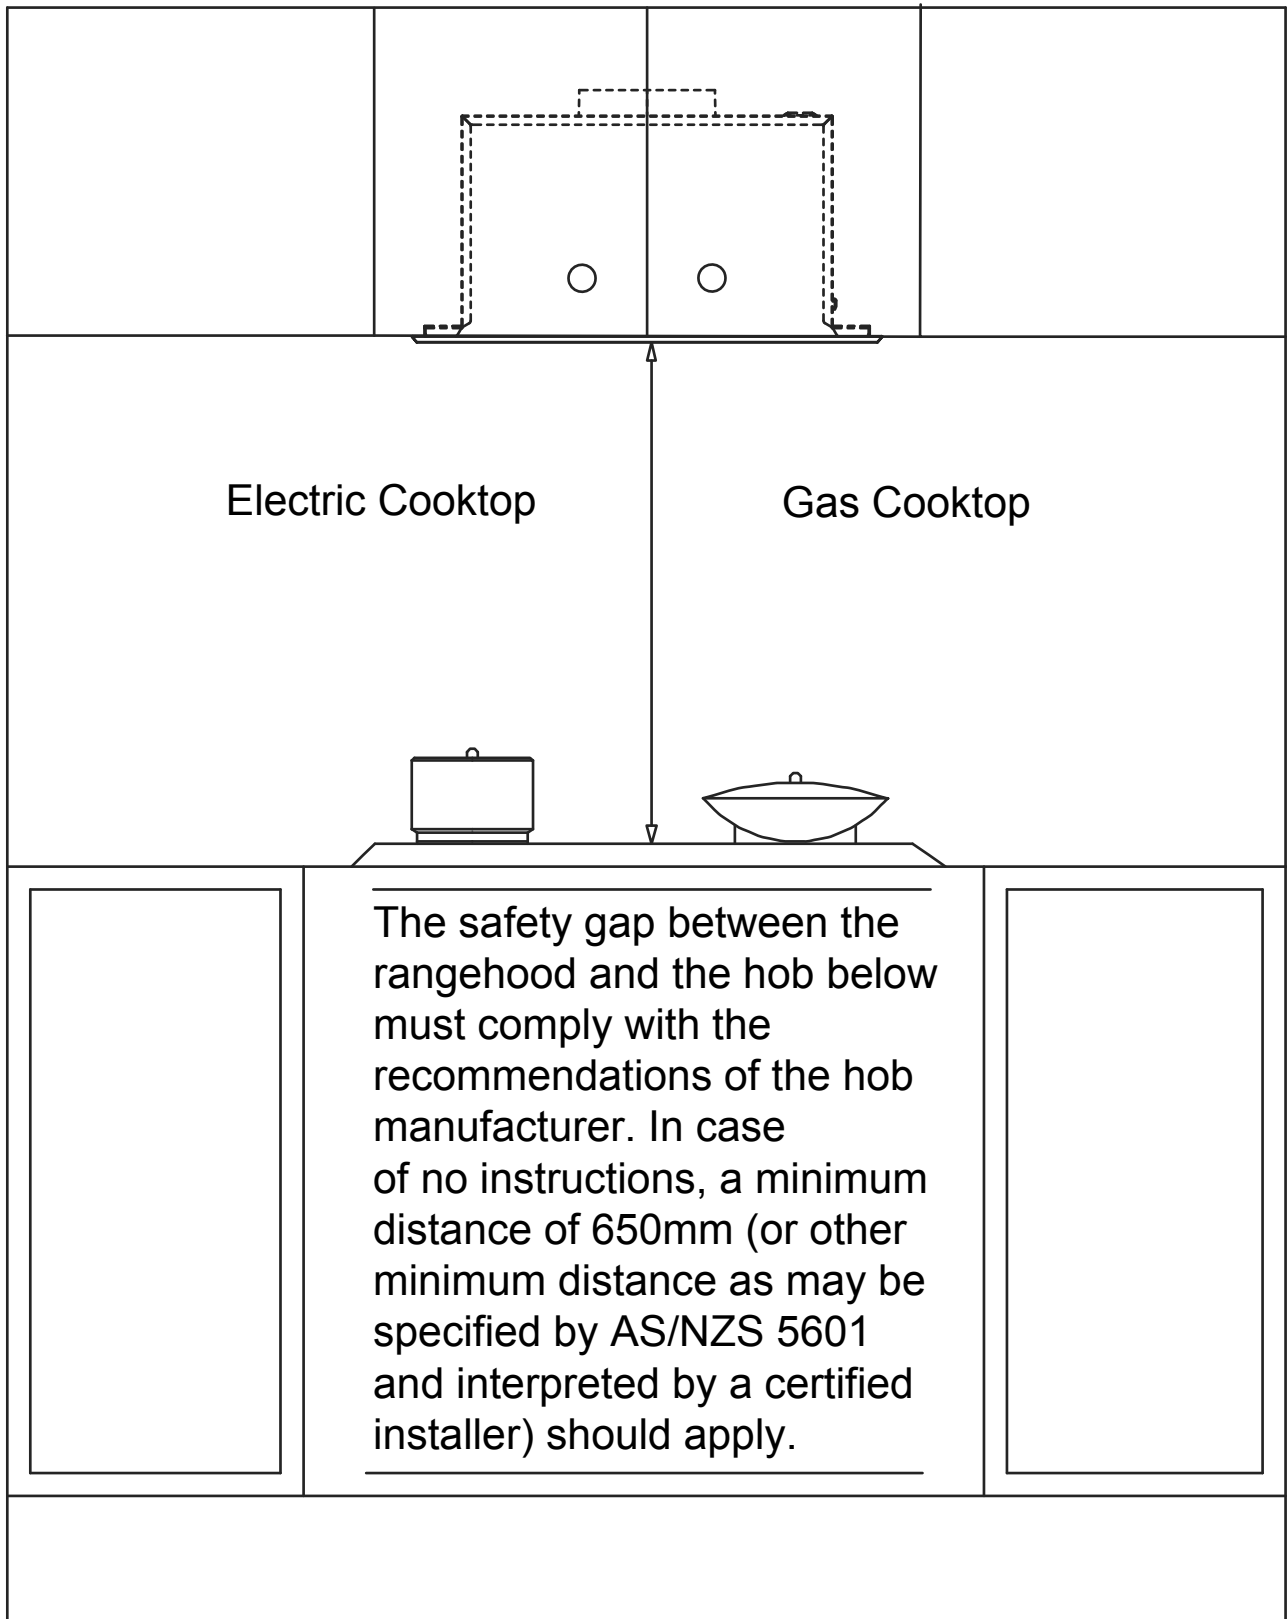 Electric Cooktop
Gas Cooktop
The safety gap between the
rangehood and the hob below
must comply with the
recommendations of the hob
manufacturer. In case
of no instructions, a minimum
distance of 650mm (or other
minimum distance as may be
specified by AS/NZS 5601
and interpreted by a certified
installer) should apply.